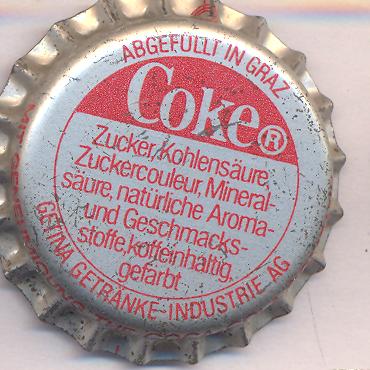 ABGEFÜLLT IN GRAZ
Coke®
Zucker, Kohlensäure,
Zuckercouleur, Mineral-
säure, natürliche Aroma-
und Geschmacks-
stoffe, koffeinhaltig,
gefärbt
GETINA GETRÄNKE-INDUSTRIE AG